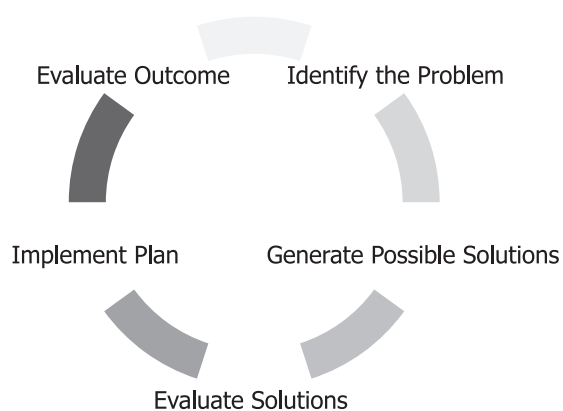 Evaluate Outcome
Identify the Problem
Implement Plan
Generate Possible Solutions
Evaluate Solutions